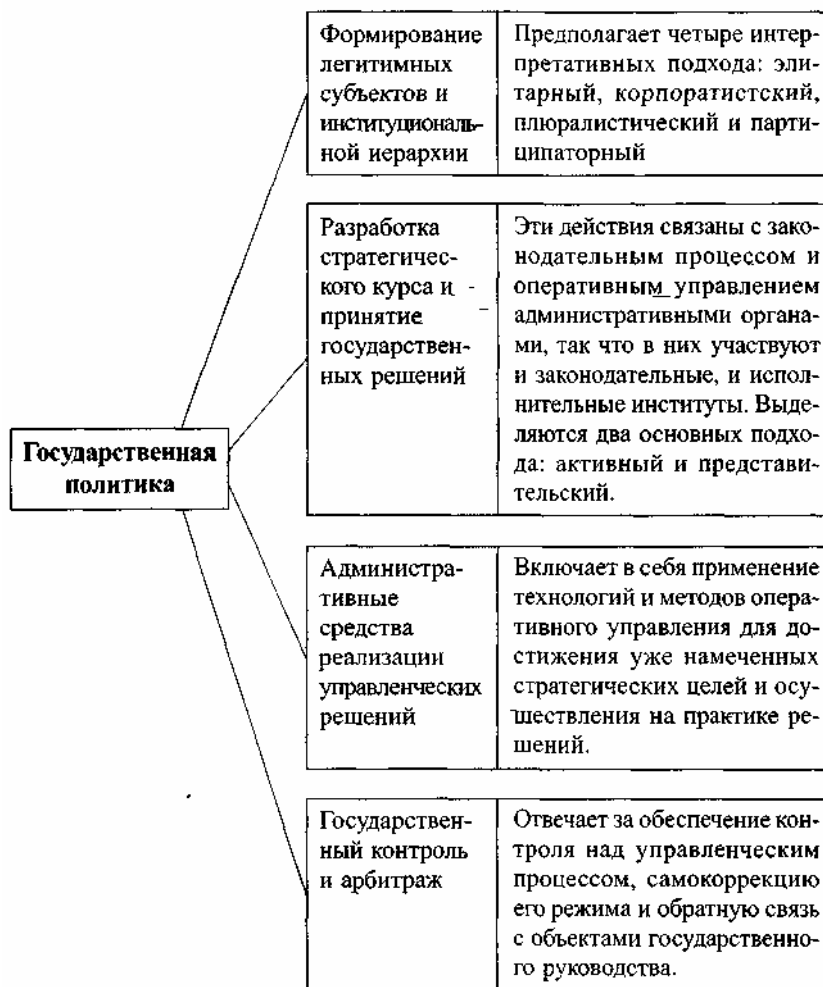 Формирование
легитимных
субъектов и
институциональ-
ной иерархии
Предполагает четыре интер-
претативных подхода: эли-
тарный, корпоратистский,
плюралистический и парти-
ципаторный
Разработка
стратегичес-
кого курса и
принятие
государствен-
ных решений
Эти действия связаны с зако-
нодательным процессом и
оперативным управлением
административными органа-
ми, так что в них участвуют
и законодательные, и испол-
нительные институты. Выде-
ляются два основных подхо-
да: активный и представи-
тельский.
Государственная
политика
Администра-
тивные
средства
реализации
управленческих
решений
Включает в себя применение
технологий и методов опера-
тивного управления для до-
стижения уже намеченных
стратегических целей и осу-
ществления на практике ре-
шений.
Государствен-
ный контроль
и арбитраж
Отвечает за обеспечение кон-
троля над управленческим
процессом, самокоррекцию
его режима и обратную связь
с объектами государственно-
го руководства.